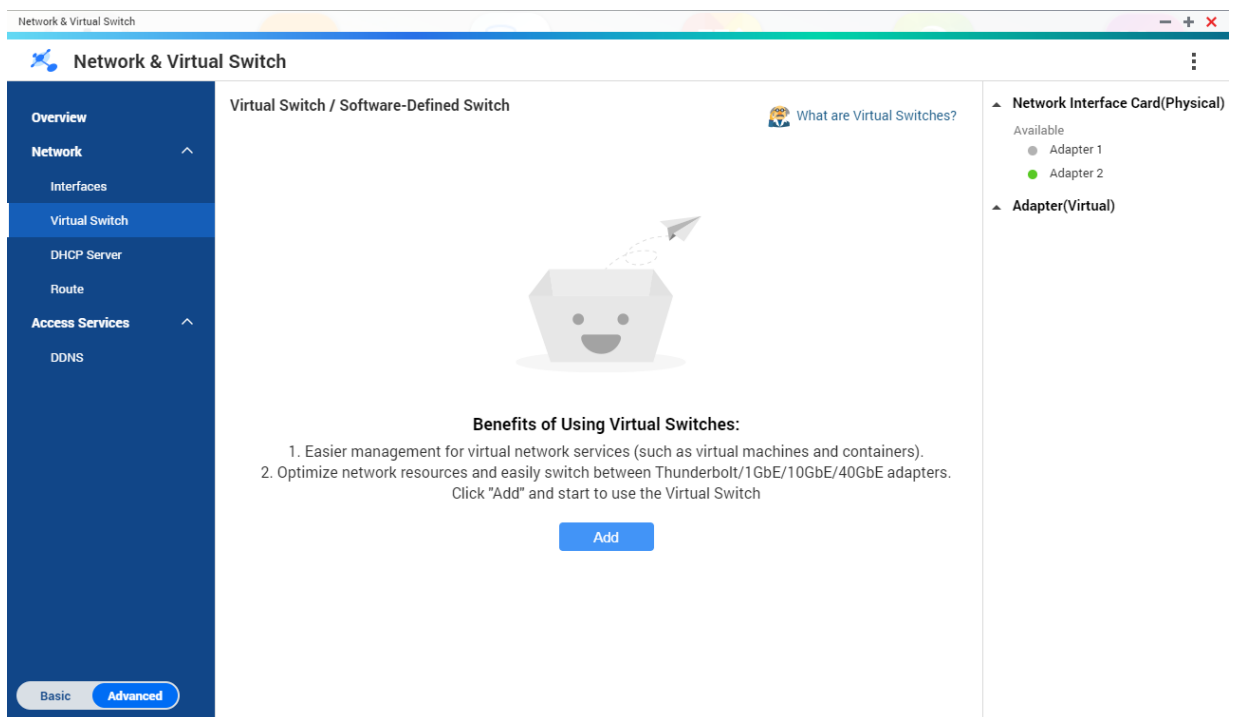 Network & Virtual Switch
Network & Virtual Switch
Overview
Network
Interfaces
Virtual Switch
DHCP Server
Route
Access Services
DDNS
Basic
Advanced
Virtual Switch / Software-Defined Switch
What are Virtual Switches?
Benefits of Using Virtual Switches:
1. Easier management for virtual network services (such as virtual machines and containers).
2. Optimize network resources and easily switch between Thunderbolt/1GbE/10GbE/40GbE adapters.
Click "Add" and start to use the Virtual Switch
Add
Network Interface Card(Physical)
Available
Adapter 1
Adapter 2
Adapter(Virtual)